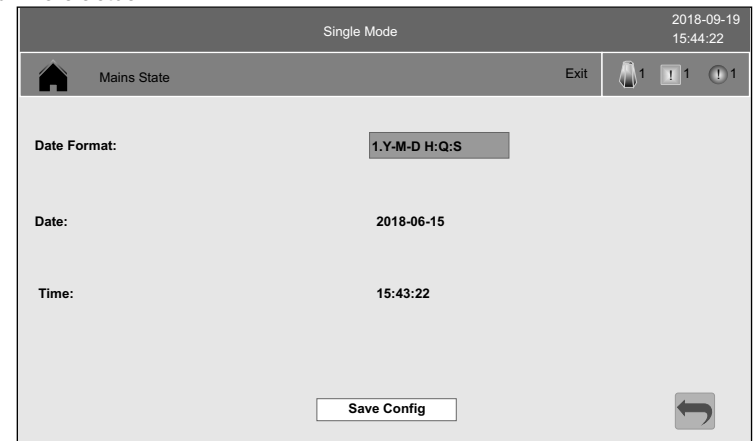 Single Mode
2018-09-19
15:44:22
Mains State
Exit
1
! 1
! 1
Date Format:
1.Y-M-D H:Q:S
Date:
2018-06-15
Time:
15:43:22
Save Config